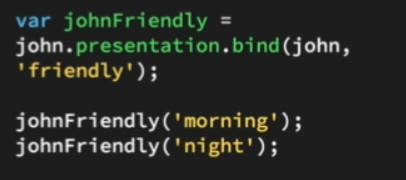 var johnFriendly =
john.presentation.bind(john,
'friendly');
johnFriendly('morning');
johnFriendly('night');